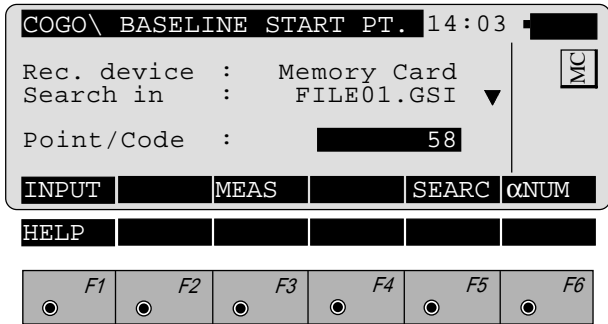 COGO\ BASELINE START PT. 14:03
Rec. device : Memory Card
MC
Search in : FILE01.GSI ▼
Point/Code : 58
INPUT MEAS SEARC αNUM
HELP
F1 F2 F3 F4 F5 F6